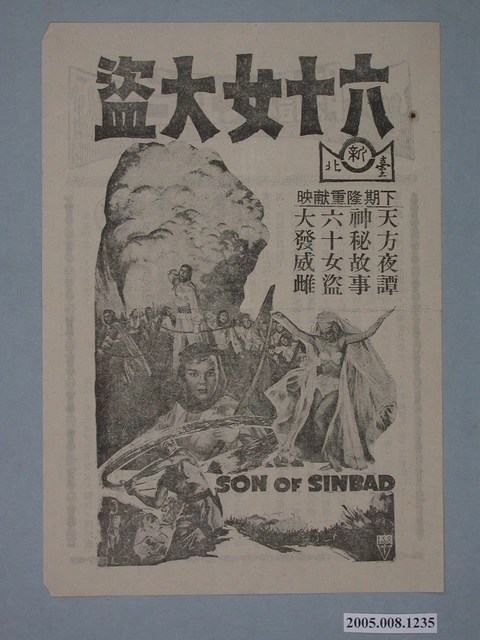 六十女大盜
臺新北
下期隆重献映
天方夜譚
神秘故事
六十女盜
大發威雌
SON OF SINBAD
2005.008.1235